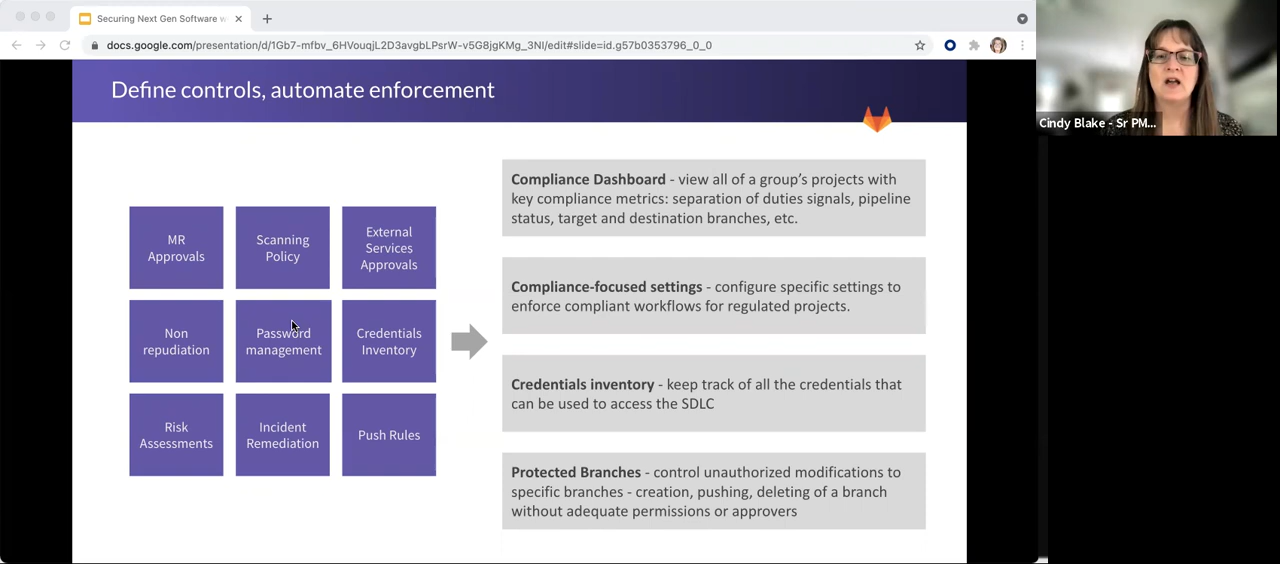 Securing Next Gen Software w
docs.google.com/presentation/d/1Gb7-mfbv_6HVouqjL2D3avgbLPsrW-v5G8jgKMg_3NI/edit#slide=id.g57b0353796_0_0
Cindy Blake - Sr PM...
Define controls, automate enforcement
MR
Approvals
Scanning
Policy
External
Services
Approvals
Non
repudiation
Password
management
Credentials
Inventory
Risk
Assessments
Incident
Remediation
Push Rules
Compliance Dashboard - view all of a group's projects with
key compliance metrics: separation of duties signals, pipeline
status, target and destination branches, etc.
Compliance-focused settings - configure specific settings to
enforce compliant workflows for regulated projects.
Credentials inventory - keep track of all the credentials that
can be used to access the SDLC
Protected Branches - control unauthorized modifications to
specific branches - creation, pushing, deleting of a branch
without adequate permissions or approvers